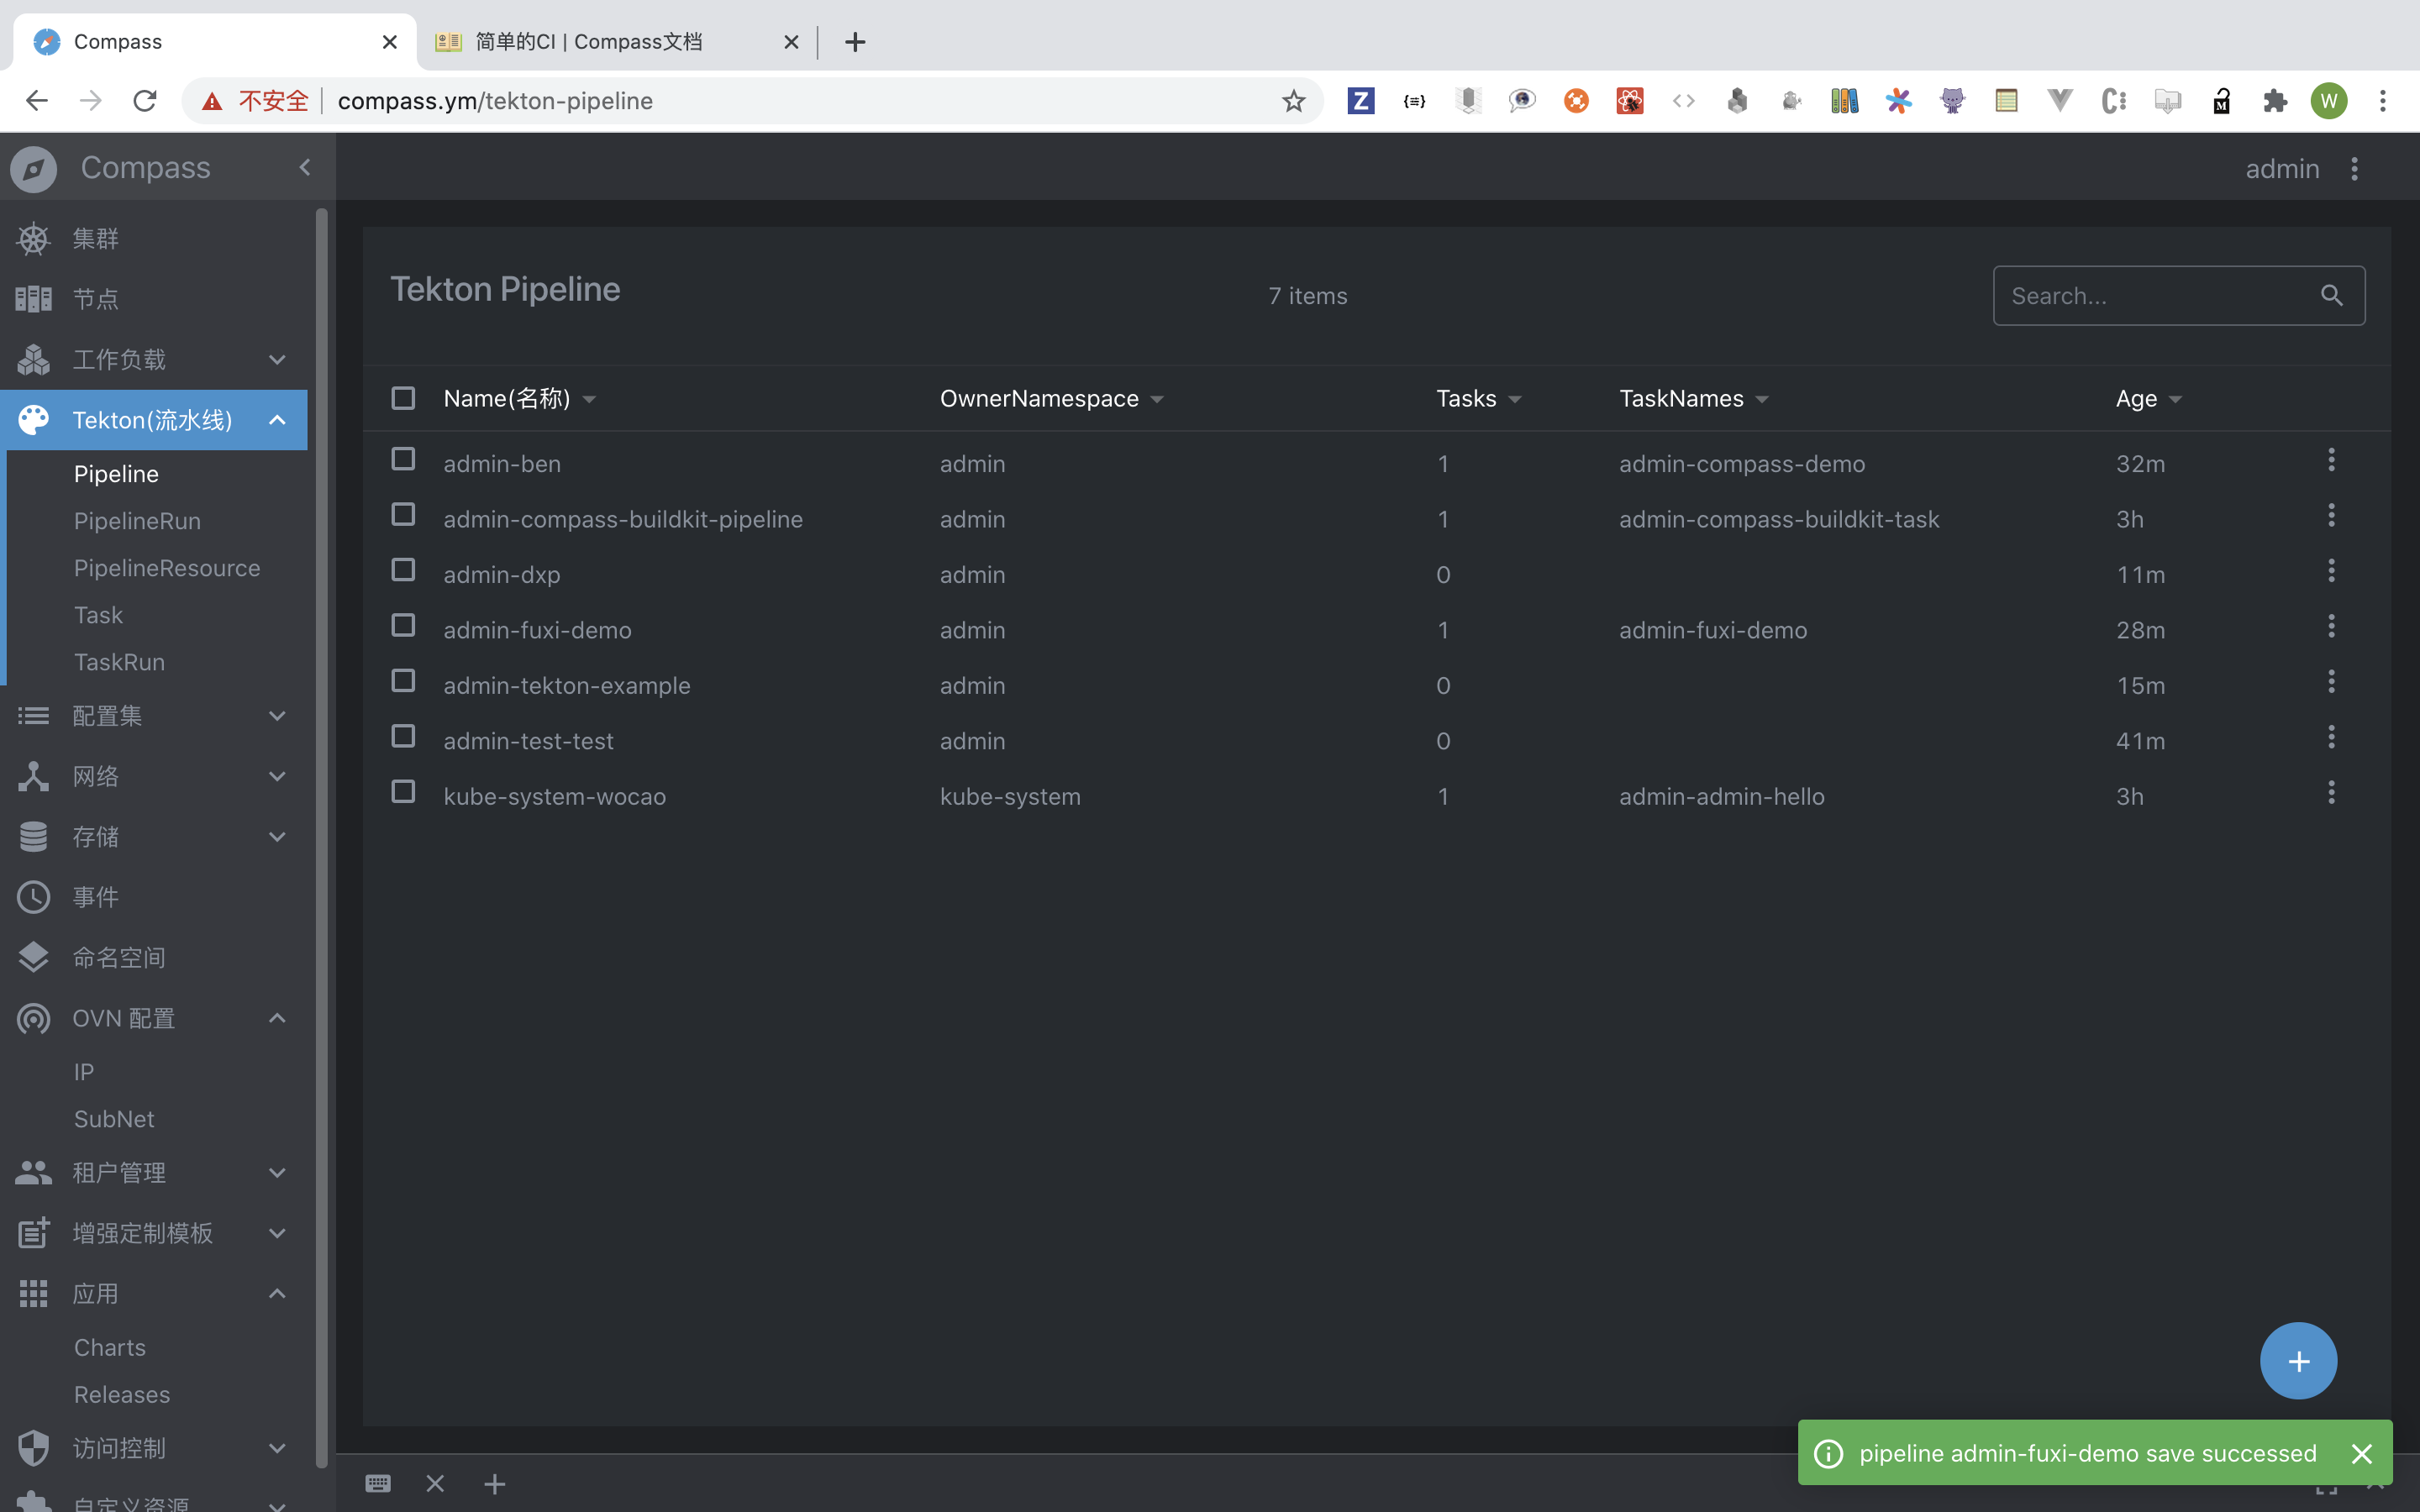 Compass
简单的CI | Compass文档
不安全
compass.ym/tekton-pipeline
Z
W
Compass
admin
集群
节点
工作负载
Tekton(流水线)
Pipeline
PipelineRun
PipelineResource
Task
TaskRun
配置集
网络
存储
事件
命名空间
OVN 配置
IP
SubNet
租户管理
增强定制模板
应用
Charts
Releases
访问控制
自定义资源
Tekton Pipeline
7 items
Search...
Name(名称) OwnerNamespace Tasks TaskNames Age
admin-ben admin 1 admin-compass-demo 32m
admin-compass-buildkit-pipeline admin 1 admin-compass-buildkit-task 3h
admin-dxp admin 0 11m
admin-fuxi-demo admin 1 admin-fuxi-demo 28m
admin-tekton-example admin 0 15m
admin-test-test admin 0 41m
kube-system-wocao kube-system 1 admin-admin-hello 3h
pipeline admin-fuxi-demo save successed